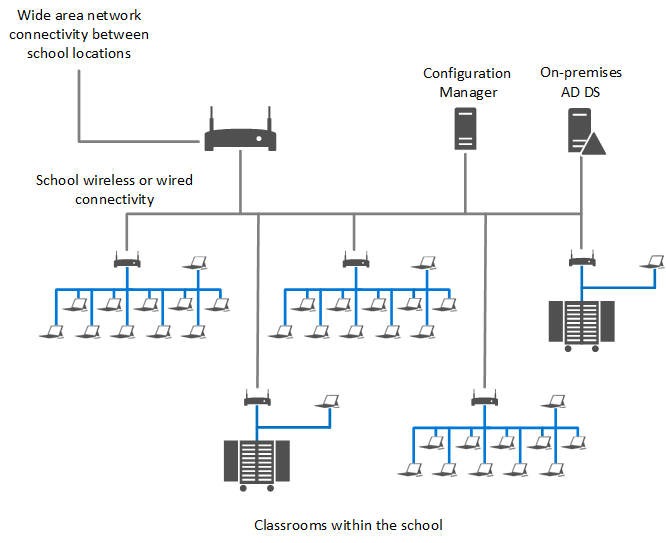 Wide area network
connectivity between
school locations
Configuration
Manager
On-premises
AD DS
School wireless or wired
connectivity
Classrooms within the school